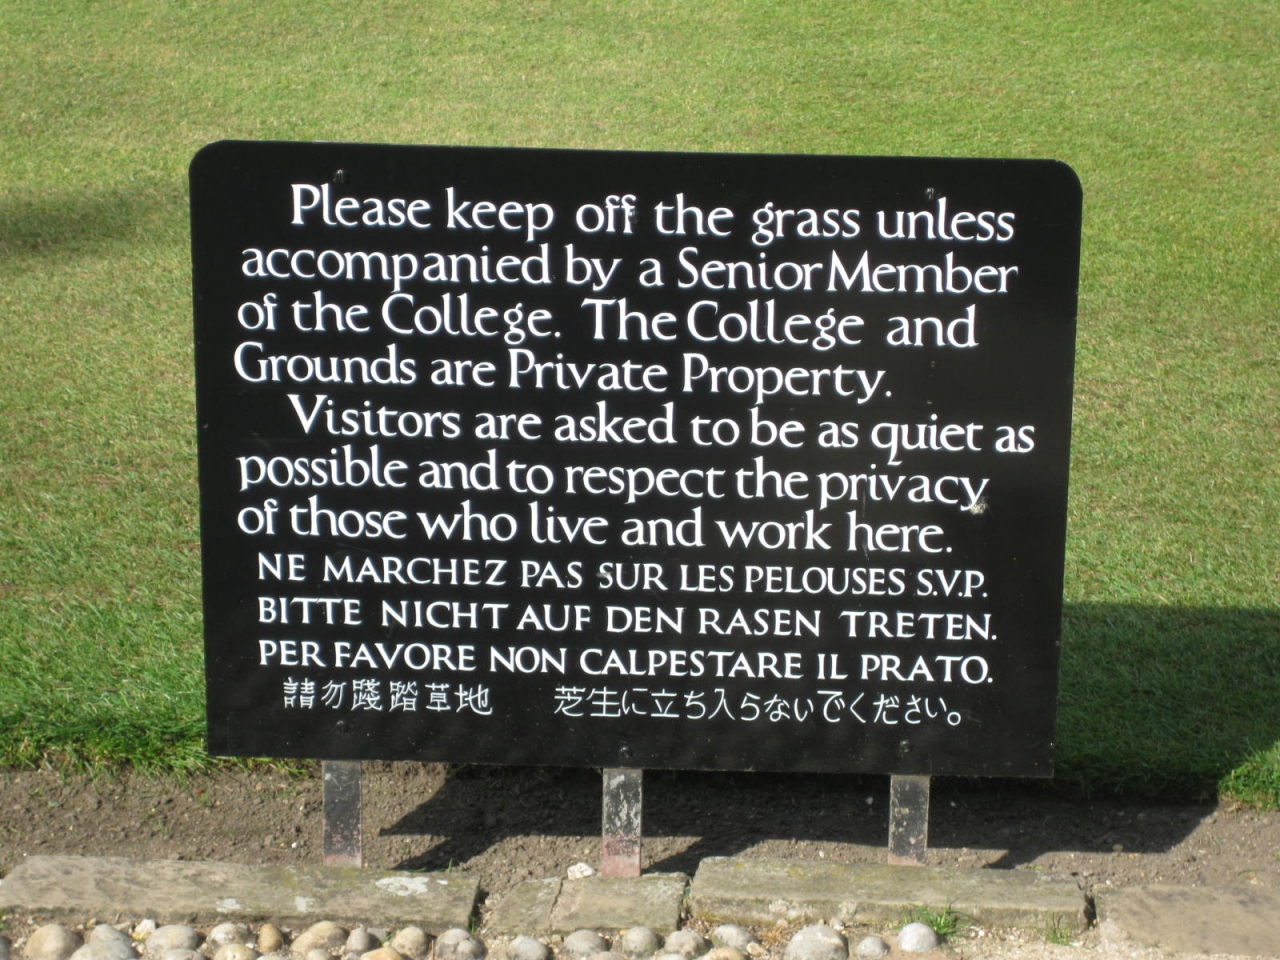 Please keep off the grass unless
accompanied by a Senior Member
of the College. The College and
Grounds are Private Property.
Visitors are asked to be as quiet as
possible and to respect the privacy
of those who live and work here.
NE MARCHEZ PAS SUR LES PELOUSES S.V.P.
BITTE NICHT AUF DEN RASEN TRETEN.
PER FAVORE NON CALPESTARE IL PRATO.
請勿踐踏草地 芝生に立ち入らないでください。